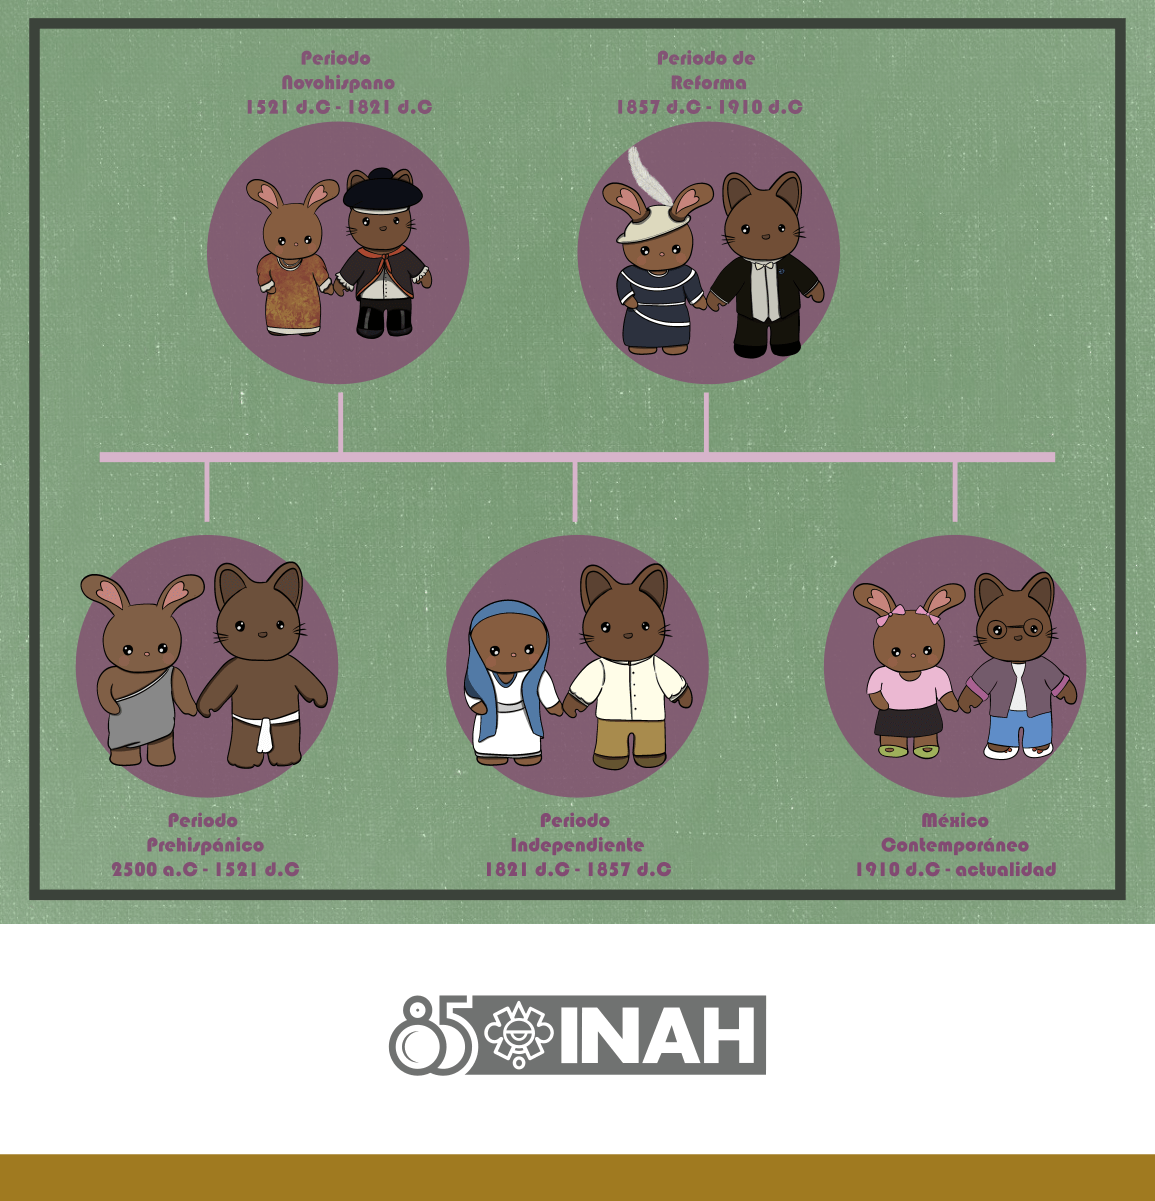 Periodo
Novohispano
1521 d.C - 1821 d.C
Periodo de
Reforma
1857 d.C - 1910 d.C
Periodo
Prehispánico
2500 a.C - 1521 d.C
Periodo
Independiente
1821 d.C - 1857 d.C
México
Contemporáneo
1910 d.C - actualidad
85 INAH